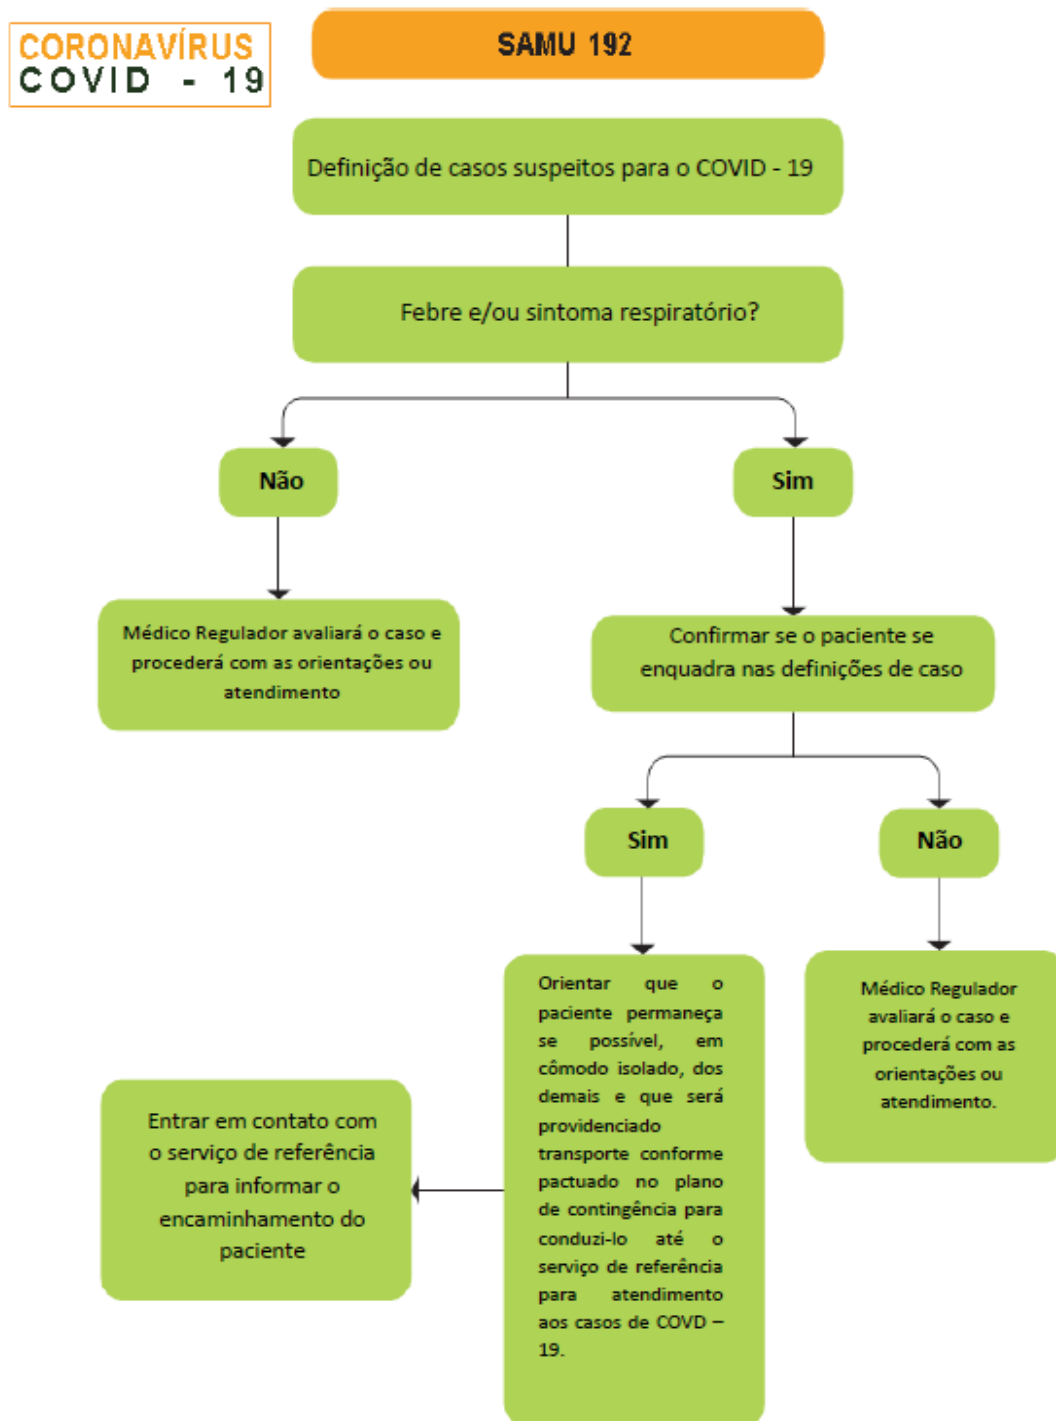 CORONAVÍRUS
COVID - 19
SAMU 192
Definição de casos suspeitos para o COVID - 19
Febre e/ou sintoma respiratório?
Não
Sim
Médico Regulador avaliará o caso e
procederá com as orientações ou
atendimento
Confirmar se o paciente se
enquadra nas definições de caso
Sim
Não
Orientar que o
paciente permaneça
se possível, em
cômodo isolado, dos
demais e que será
providenciado
transporte conforme
pactuado no plano
de contingência para
conduzi-lo até o
serviço de referência
para atendimento
aos casos de COVD –
19.
Médico Regulador
avaliará o caso e
procederá com as
orientações ou
atendimento.
Entrar em contato com
o serviço de referência
para informar o
encaminhamento do
paciente